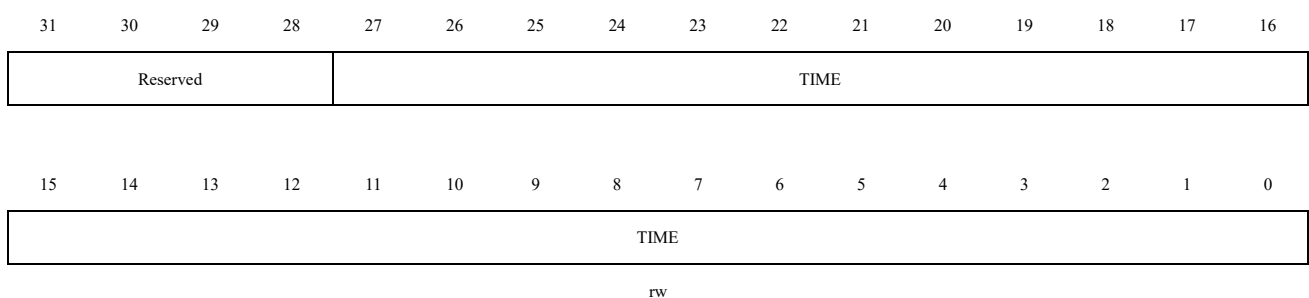 31 30 29 28 27 26 25 24 23 22 21 20 19 18 17 16
Reserved TIME
15 14 13 12 11 10 9 8 7 6 5 4 3 2 1 0
TIME
rw